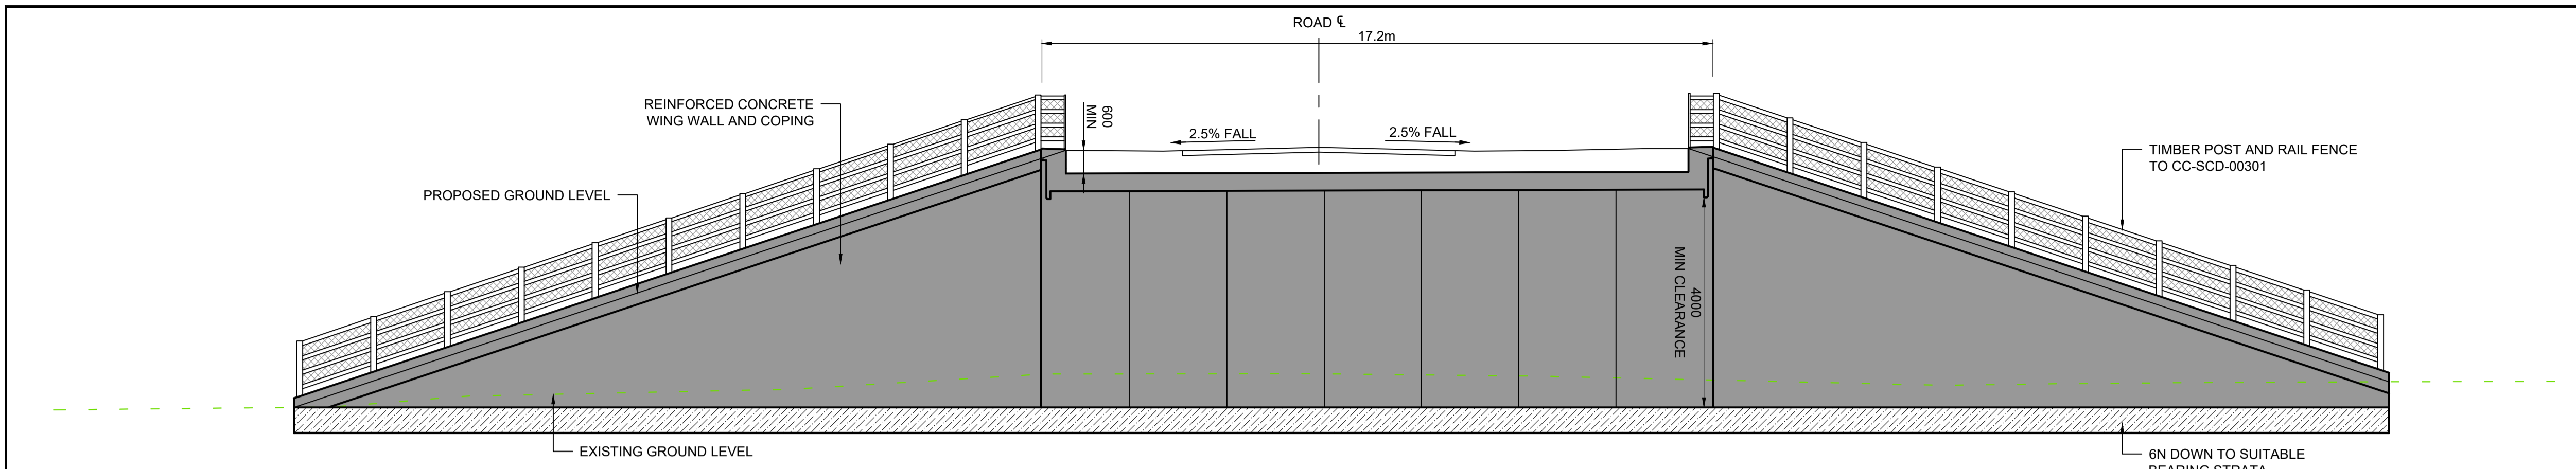 ROAD ℄
17.2m
REINFORCED CONCRETE
WING WALL AND COPING
600
MIN
2.5% FALL
2.5% FALL
TIMBER POST AND RAIL FENCE
TO CC-SCD-00301
PROPOSED GROUND LEVEL
4000
MIN CLEARANCE
EXISTING GROUND LEVEL
6N DOWN TO SUITABLE
BEARING STRATA